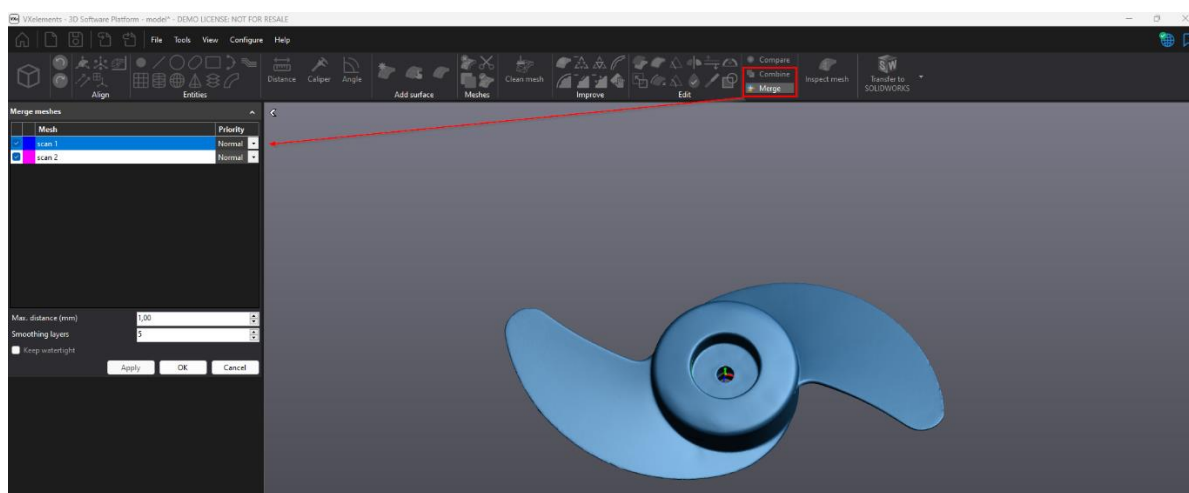 VXelements - 3D Software Platform - model* - DEMO LICENSE: NOT FOR RESALE
File Tools View Configure Help
Distance Caliper Angle Clean mesh Compare Combine Merge Inspect mesh Transfer to SOLIDWORKS
Align Entities Add surface Meshes Improve Edit
Merge meshes
Mesh Priority
scan 1 Normal
scan 2 Normal
Max. distance (mm) 1,00
Smoothing layers 5
Keep watertight
Apply OK Cancel